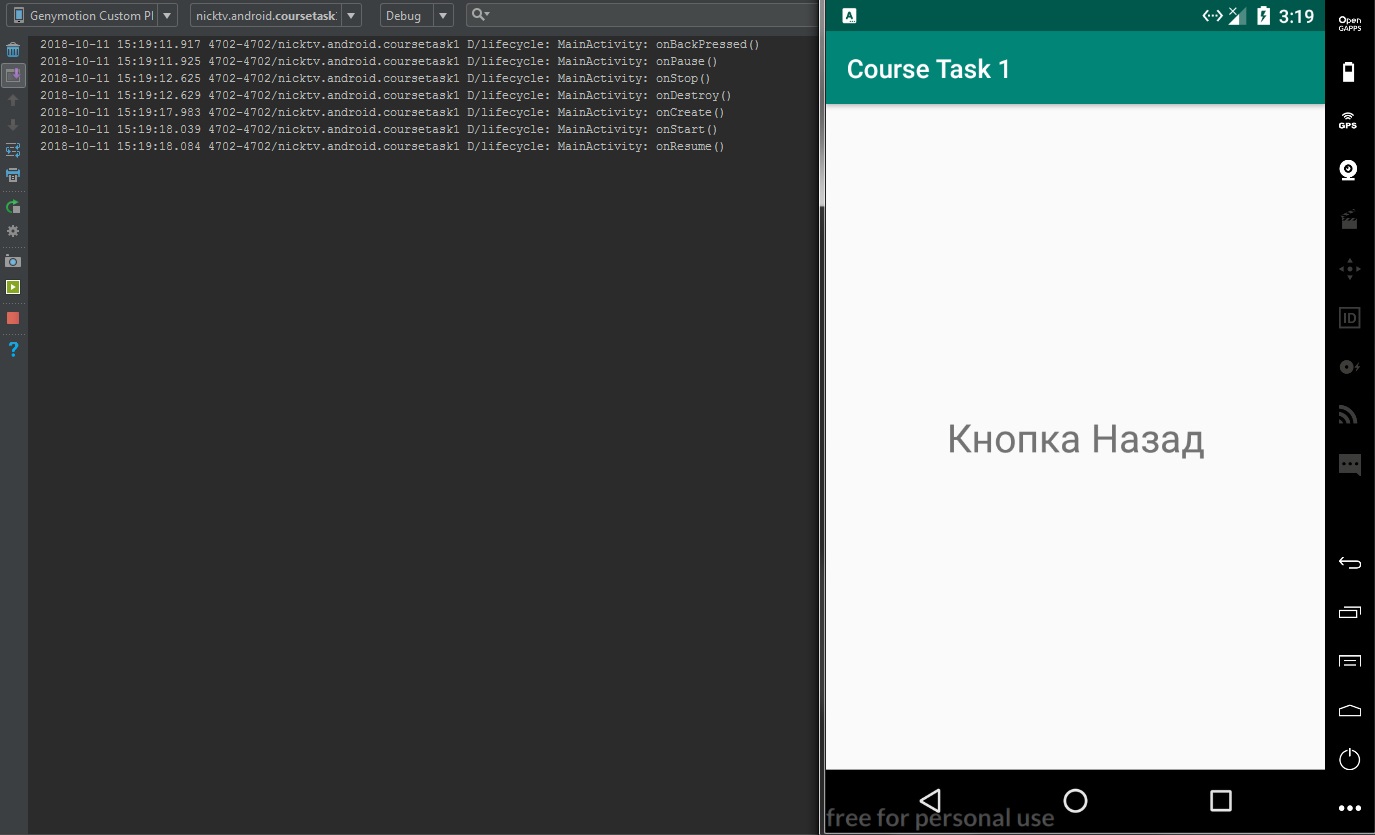 Genymotion Custom Pl
nicktv.android.coursetask1
Debug
2018-10-11 15:19:11.917 4702-4702/nicktv.android.coursetask1 D/lifecycle: MainActivity: onBackPressed()
2018-10-11 15:19:11.925 4702-4702/nicktv.android.coursetask1 D/lifecycle: MainActivity: onPause()
2018-10-11 15:19:12.625 4702-4702/nicktv.android.coursetask1 D/lifecycle: MainActivity: onStop()
2018-10-11 15:19:12.629 4702-4702/nicktv.android.coursetask1 D/lifecycle: MainActivity: onDestroy()
2018-10-11 15:19:17.983 4702-4702/nicktv.android.coursetask1 D/lifecycle: MainActivity: onCreate()
2018-10-11 15:19:18.039 4702-4702/nicktv.android.coursetask1 D/lifecycle: MainActivity: onStart()
2018-10-11 15:19:18.084 4702-4702/nicktv.android.coursetask1 D/lifecycle: MainActivity: onResume()
A
3:19
Course Task 1
Кнопка Назад
free for personal use
Open
GAPPS
GPS
ID